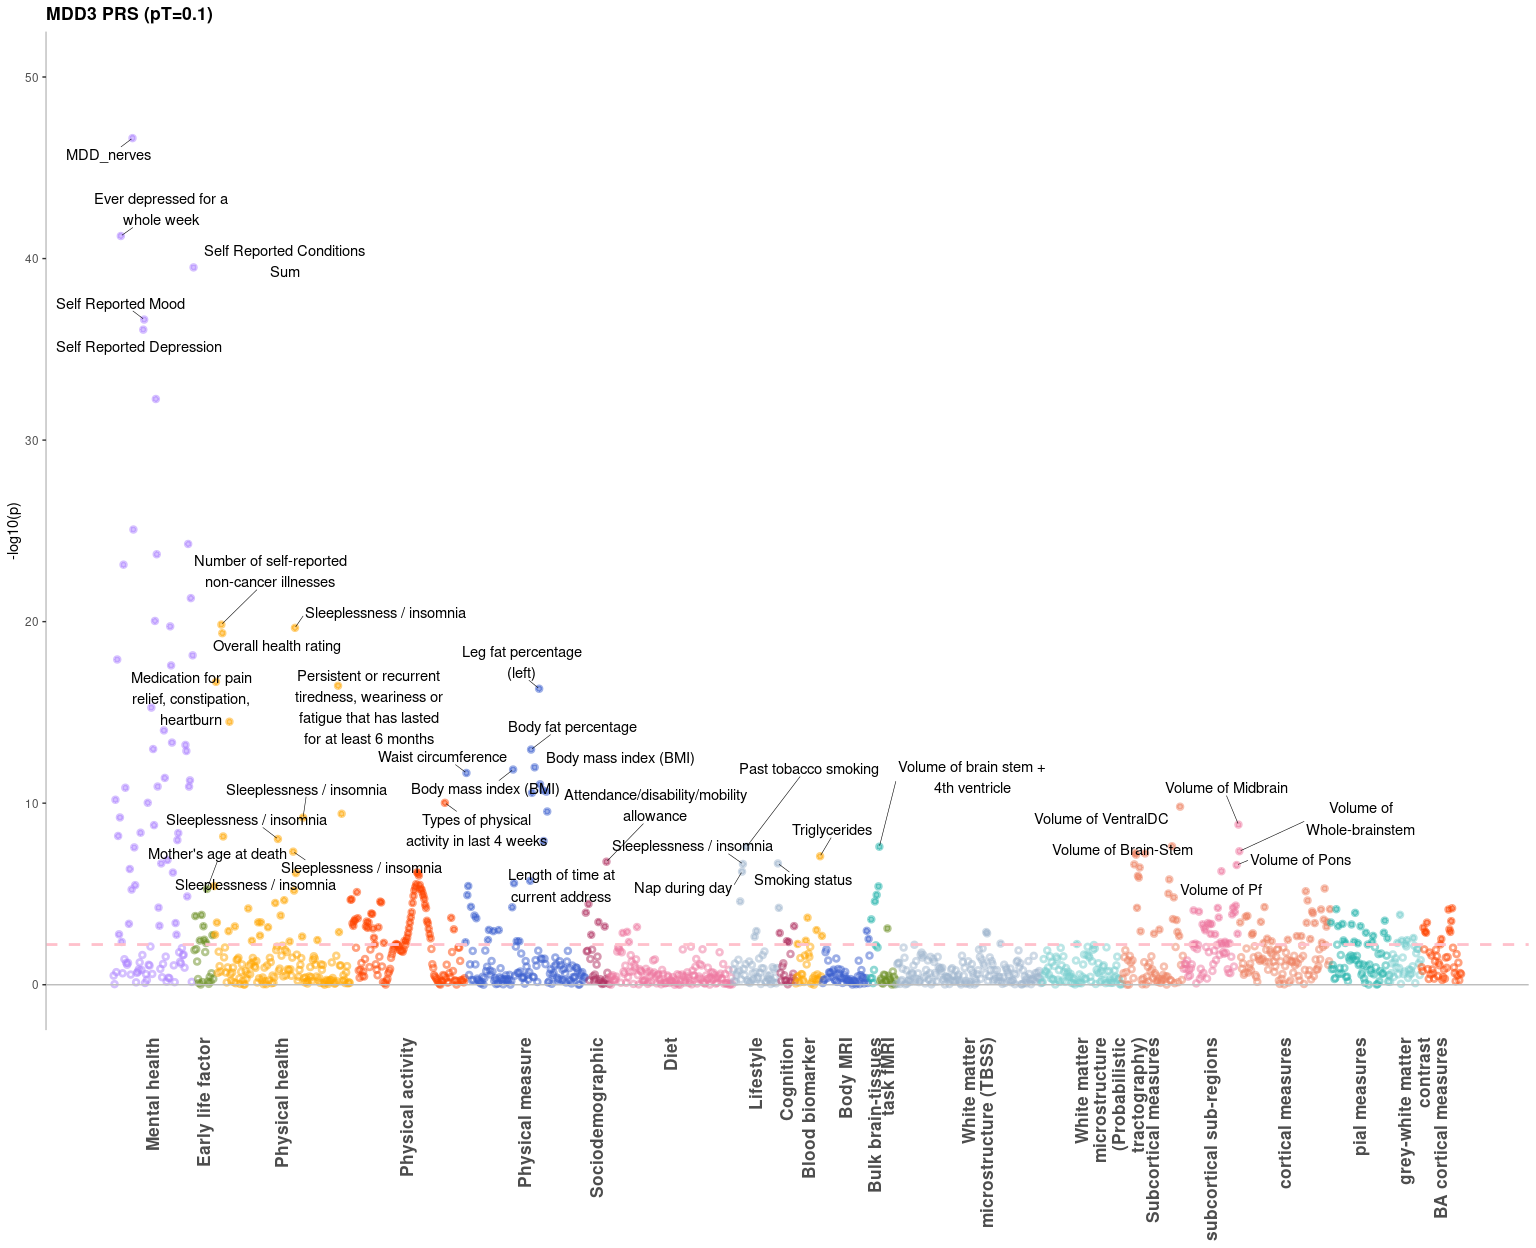 MDD3 PRS (pT=0.1)
50
40
30
20
10
0
-log10(p)
MDD_nerves
Ever depressed for a
whole week
Self Reported Conditions
Sum
Self Reported Mood
Self Reported Depression
Number of self-reported
non-cancer illnesses
Sleeplessness / insomnia
Overall health rating
Medication for pain
relief, constipation,
heartburn
Persistent or recurrent
tiredness, weariness or
fatigue that has lasted
for at least 6 months
Leg fat percentage
(left)
Body fat percentage
Waist circumference
Body mass index (BMI)
Body mass index (BMI)
Sleeplessness / insomnia
Sleeplessness / insomnia
Types of physical
activity in last 4 weeks
Attendance/disability/mobility
allowance
Mother's age at death
Sleeplessness / insomnia
Sleeplessness / insomnia
Length of time at
current address
Past tobacco smoking
Sleeplessness / insomnia
Nap during day
Smoking status
Triglycerides
Volume of brain stem +
4th ventricle
Volume of VentralDC
Volume of Brain-Stem
Volume of Midbrain
Volume of
Whole-brainstem
Volume of Pons
Volume of Pf
Mental health
Early life factor
Physical health
Physical activity
Physical measure
Sociodemographic
Diet
Lifestyle
Cognition
Blood biomarker
Body MRI
Bulk brain-tissues
task fMRI
White matter
microstructure (TBSS)
White matter
microstructure
(Probabilistic
tractography)
Subcortical measures
subcortical sub-regions
cortical measures
pial measures
grey-white matter
contrast
BA cortical measures